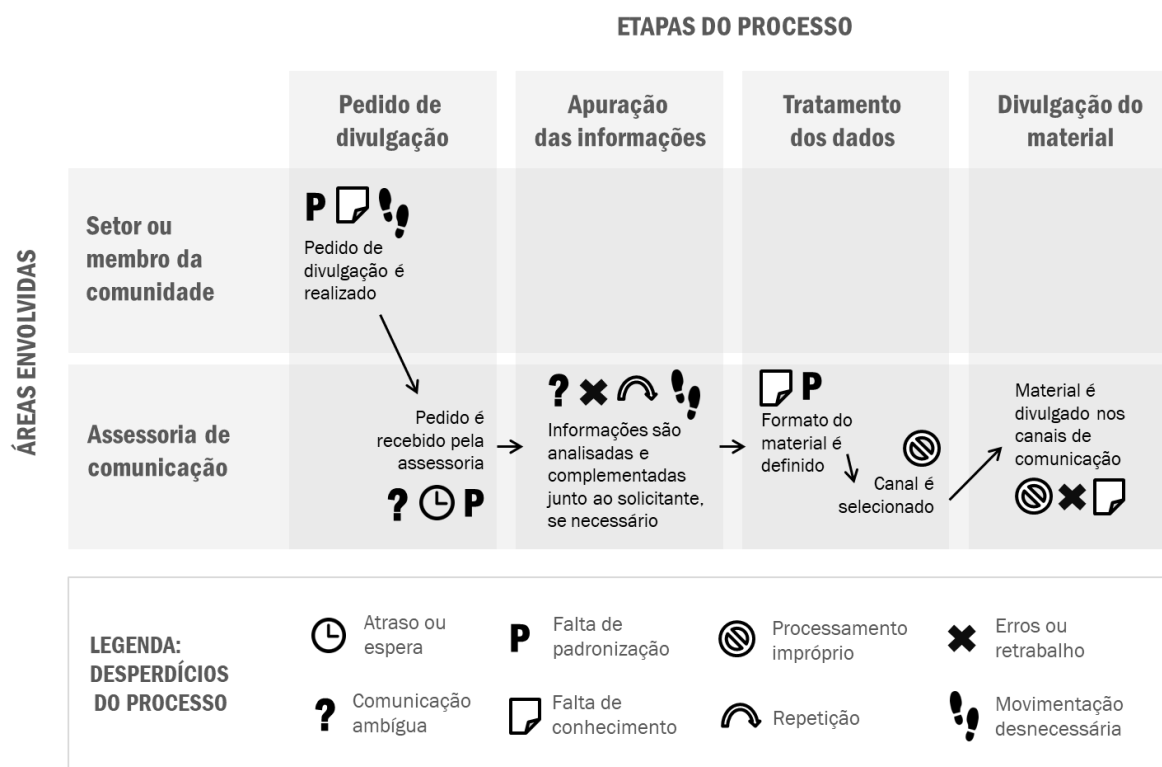 ETAPAS DO PROCESSO
Pedido de
divulgação
Apuração
das informações
Tratamento
dos dados
Divulgação do
material
ÁREAS ENVOLVIDAS
Setor ou
membro da
comunidade
P
Pedido de
divulgação é
realizado
Assessoria de
comunicação
Pedido é
recebido pela
assessoria
? P
?
Informações são
analisadas e
complementadas
junto ao solicitante,
se necessário
P
Formato do
material é
definido
Canal é
selecionado
Material é
divulgado nos
canais de
comunicação
LEGENDA:
DESPERDÍCIOS
DO PROCESSO
Atraso ou
espera
P
Falta de
padronização
Processamento
impróprio
Erros ou
retrabalho
?
Comunicação
ambígua
Falta de
conhecimento
Repetição
Movimentação
desnecessária